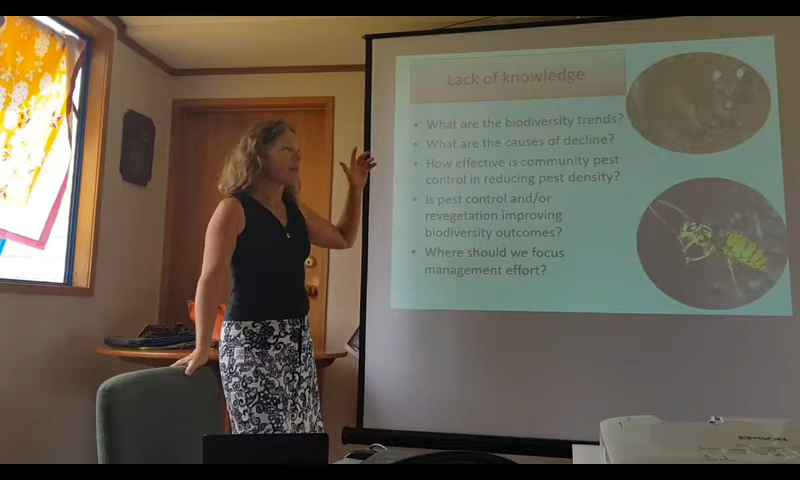 Lack of knowledge
• What are the biodiversity trends?
• What are the causes of decline?
• How effective is community pest
control in reducing pest density?
• Is pest control and/or
revegetation improving
biodiversity outcomes?
• Where should we focus
management effort?
EPSON